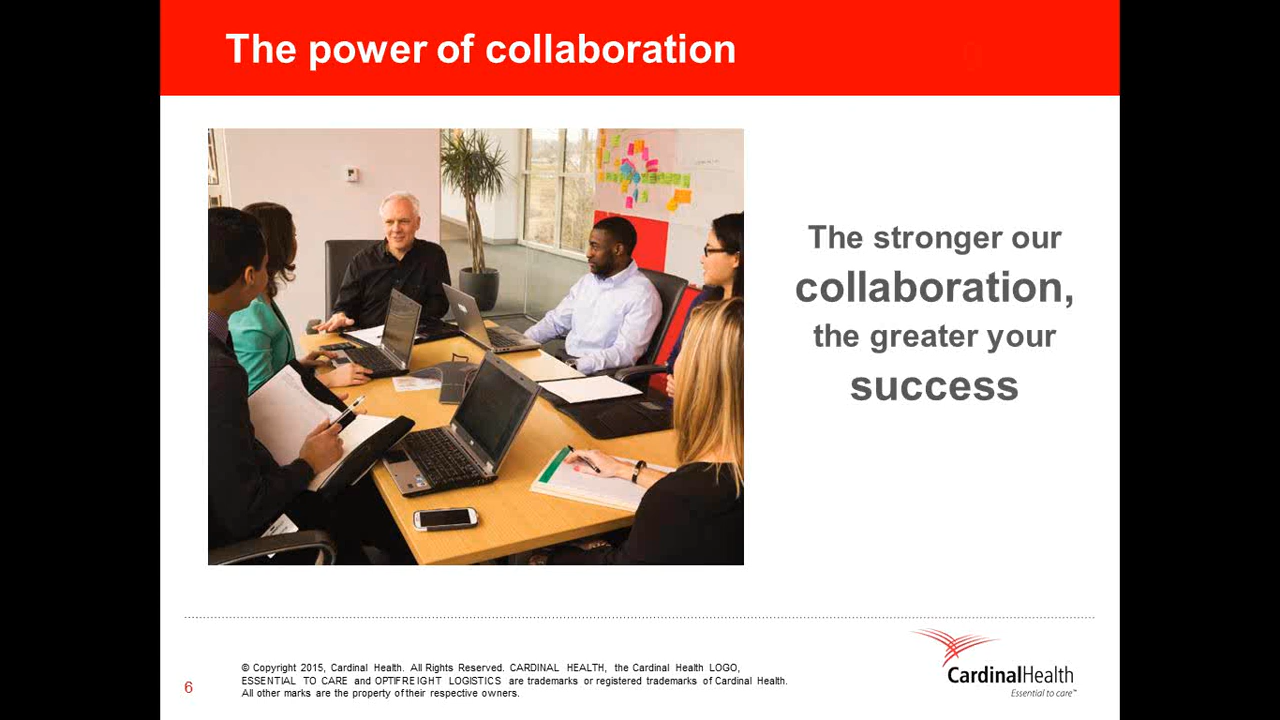 The power of collaboration
The stronger our
collaboration,
the greater your
success
© Copyright 2015, Cardinal Health. All Rights Reserved. CARDINAL HEALTH, the Cardinal Health LOGO,
ESSENTIAL TO CARE and OPTIFREIGHT LOGISTICS are trademarks or registered trademarks of Cardinal Health.
All other marks are the property of their respective owners.
6
CardinalHealth
Essential to care™